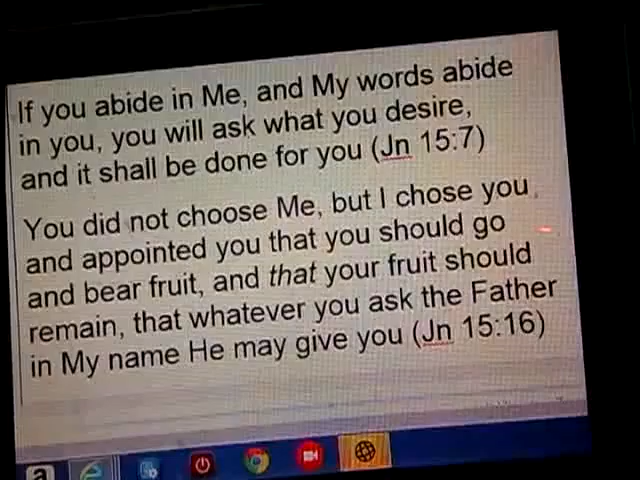 If you abide in Me, and My words abide
in you, you will ask what you desire,
and it shall be done for you (Jn 15:7)
You did not choose Me, but I chose you
and appointed you that you should go
and bear fruit, and that your fruit should
remain, that whatever you ask the Father
in My name He may give you (Jn 15:16)
a